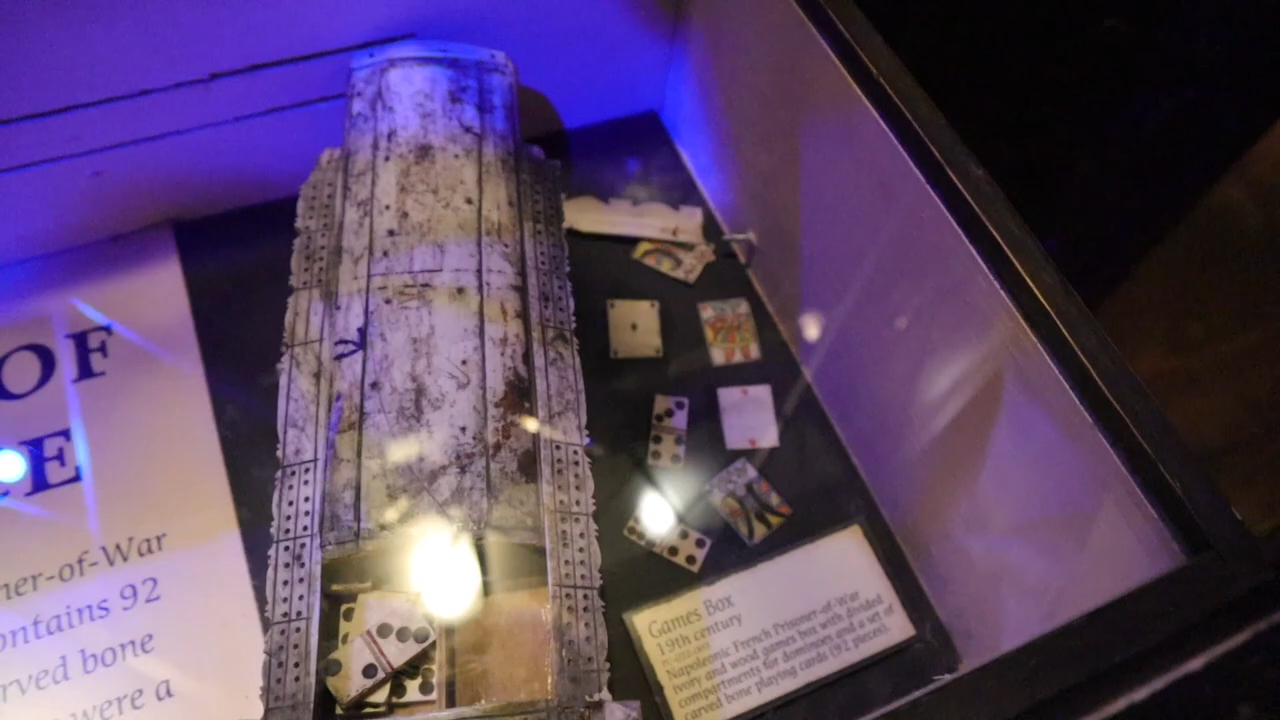 OF
ner-of-War
ontains 92
rved bone
were a
Games Box
19th century
Napoleonic French Prisoner-of-War
ivory and wood games box with divided
compartments for dominoes and a set of
carved bone playing cards (92 pieces).